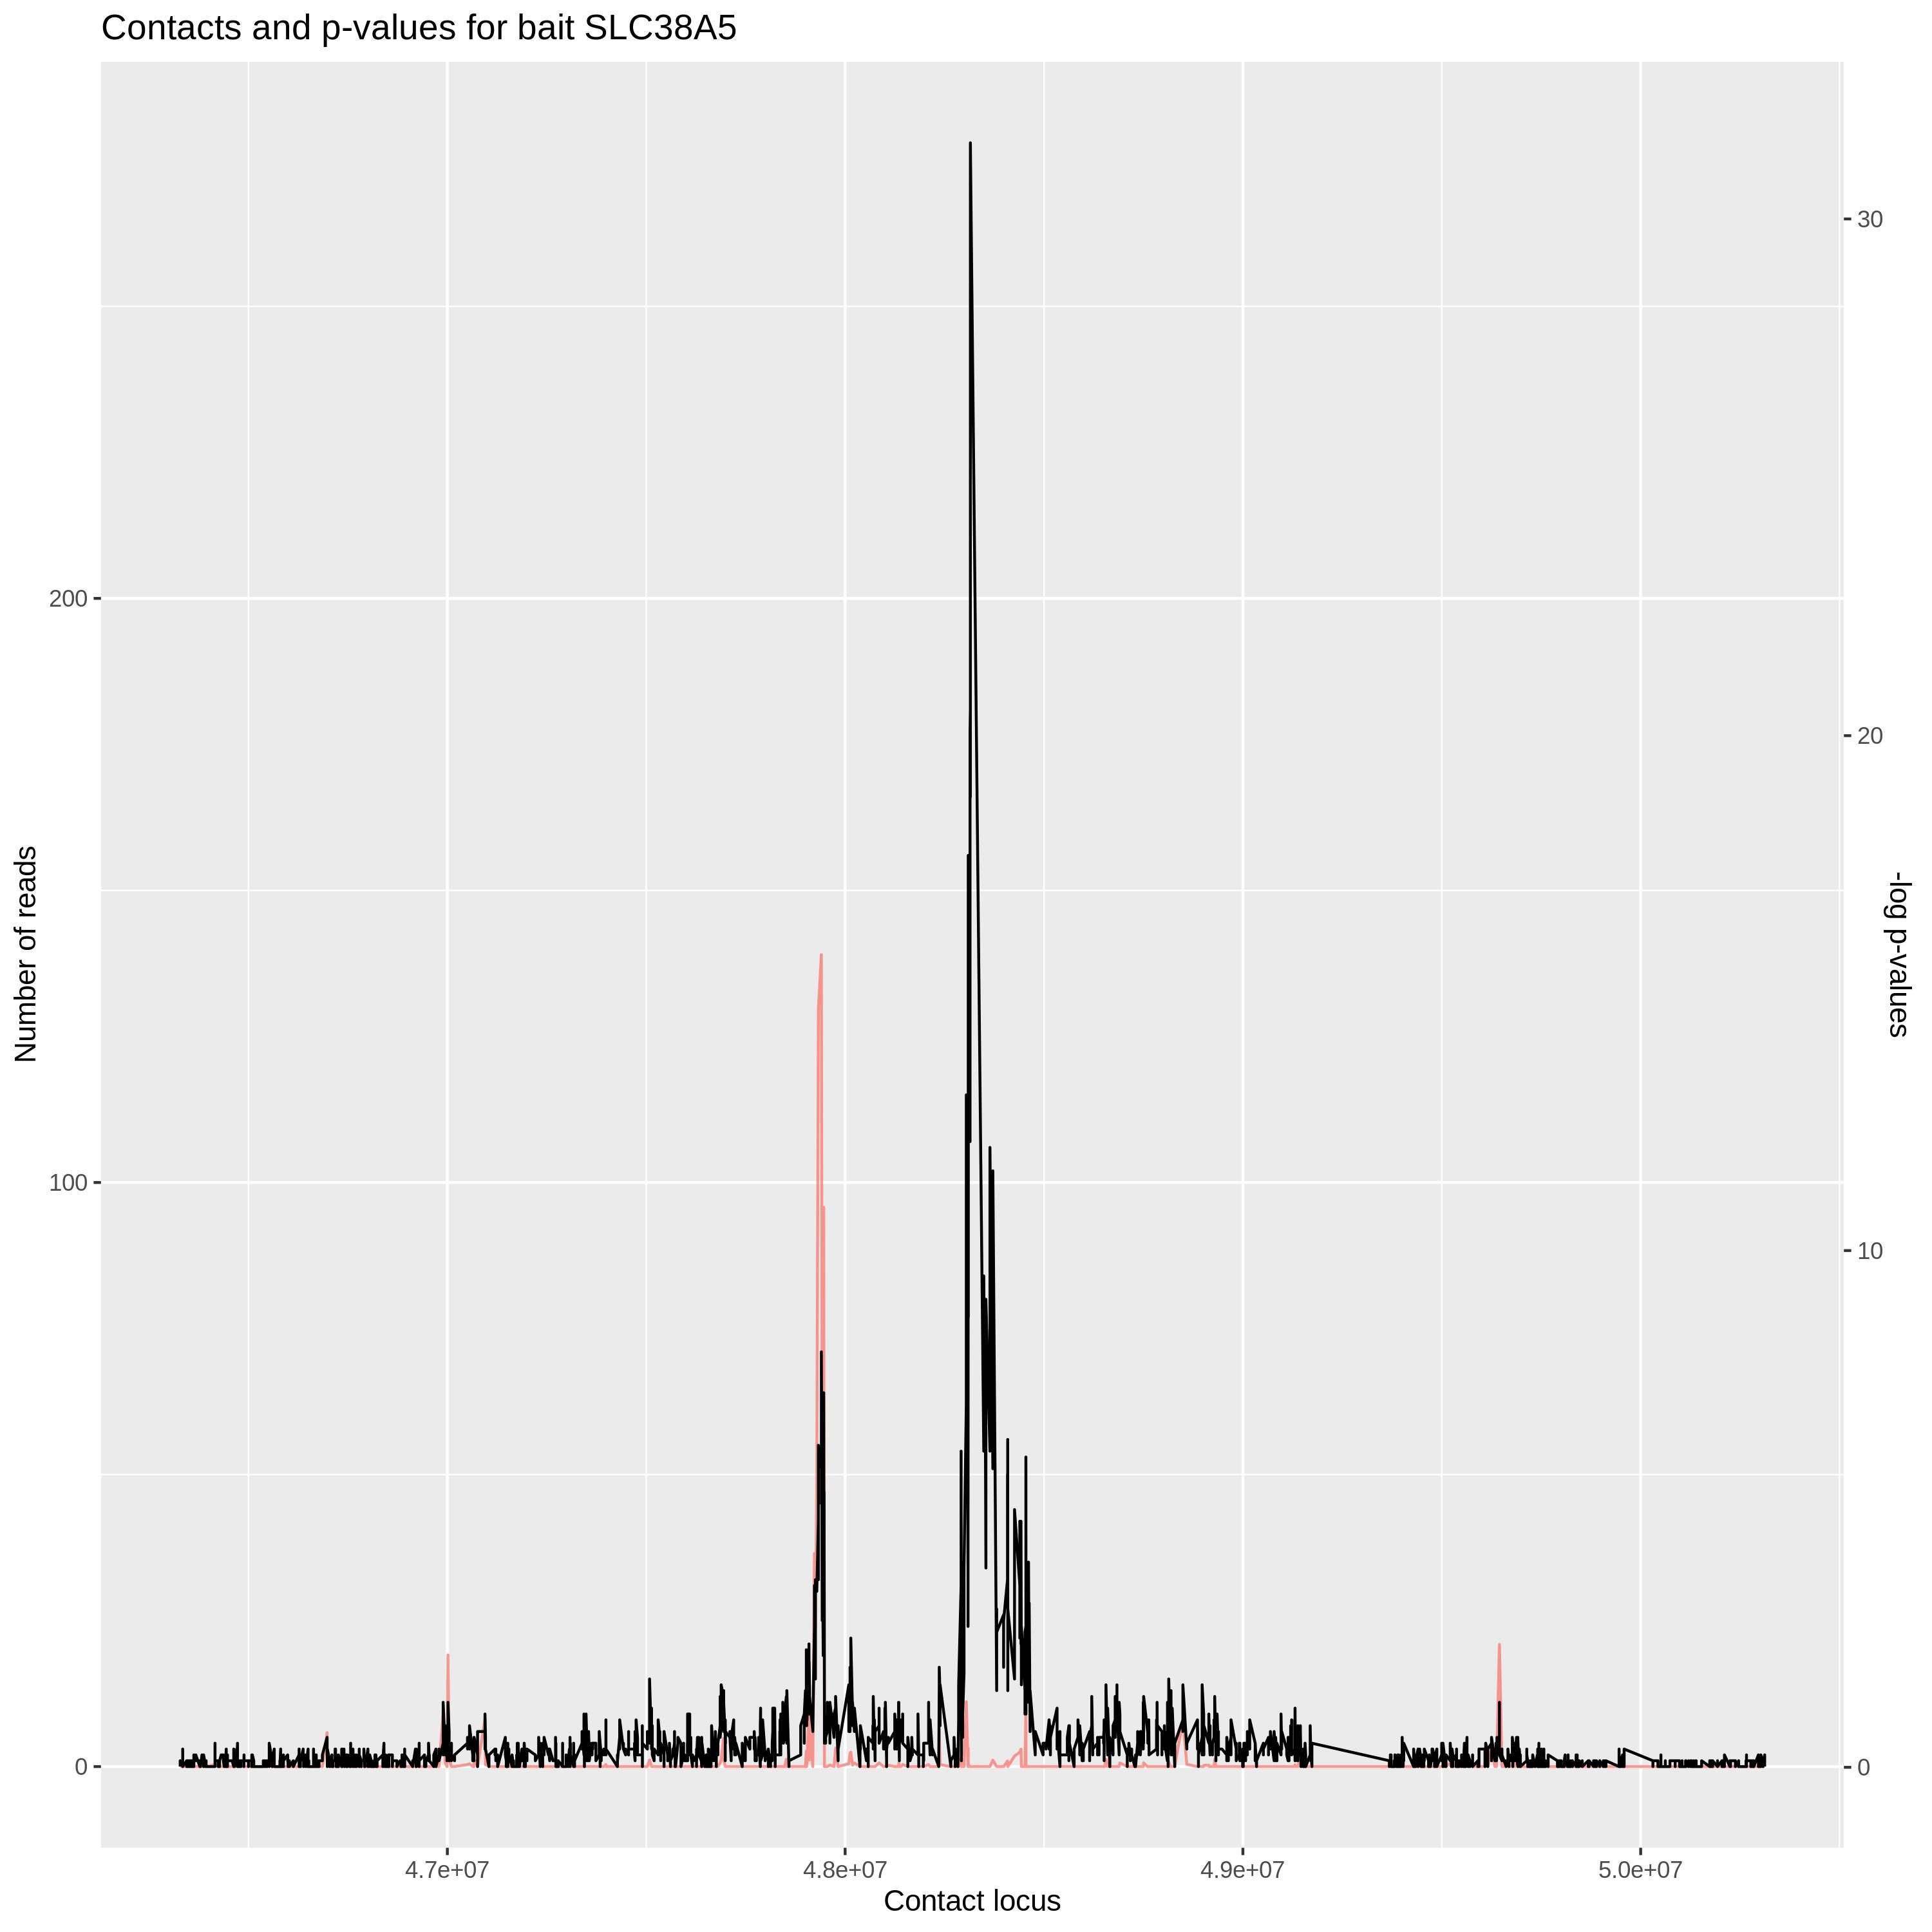 Contacts and p-values for bait SLC38A5
200
100
0
Number of reads
30
20
10
0
-log p-values
4.7e+07 4.8e+07 4.9e+07 5.0e+07
Contact locus